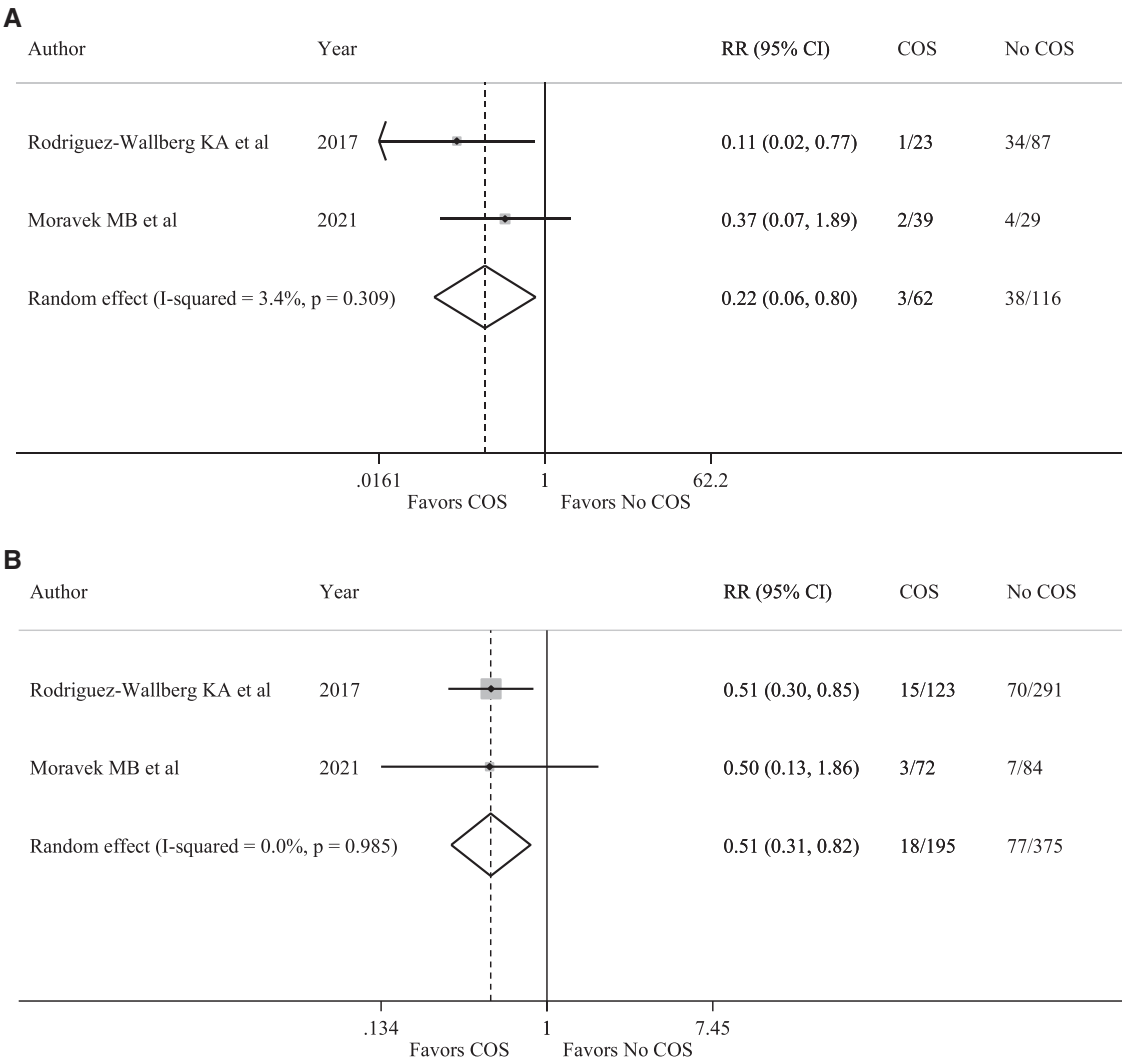 A
Author Year RR (95% CI) COS No COS
Rodriguez-Wallberg KA et al 2017 0.11 (0.02, 0.77) 1/23 34/87
Moravek MB et al 2021 0.37 (0.07, 1.89) 2/39 4/29
Random effect (I-squared = 3.4%, p = 0.309) 0.22 (0.06, 0.80) 3/62 38/116
.0161 1 62.2
Favors COS Favors No COS
B
Author Year RR (95% CI) COS No COS
Rodriguez-Wallberg KA et al 2017 0.51 (0.30, 0.85) 15/123 70/291
Moravek MB et al 2021 0.50 (0.13, 1.86) 3/72 7/84
Random effect (I-squared = 0.0%, p = 0.985) 0.51 (0.31, 0.82) 18/195 77/375
.134 1 7.45
Favors COS Favors No COS